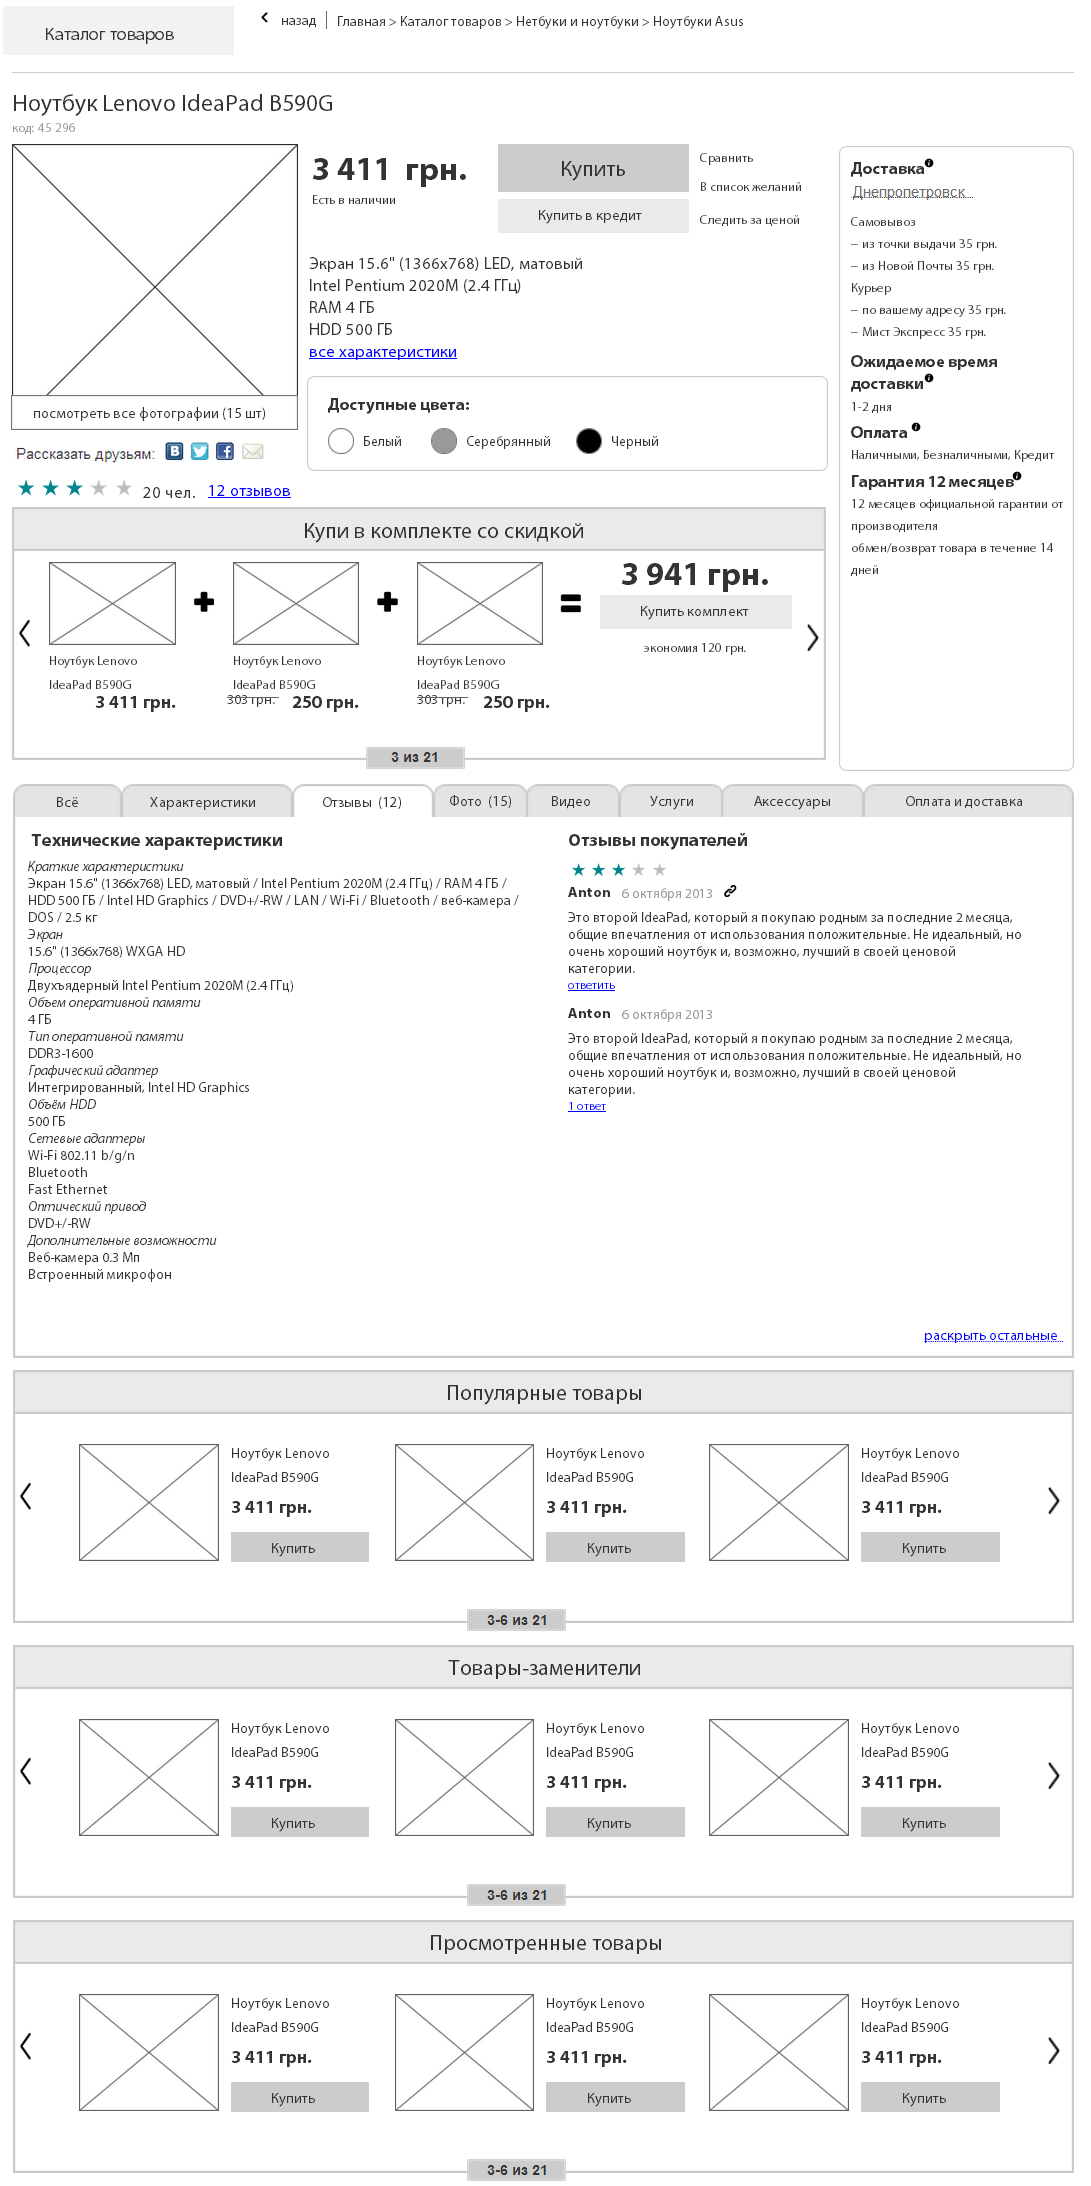 Каталог товаров
назад
Главная > Каталог товаров > Нетбуки и ноутбуки > Ноутбуки Asus
Ноутбук Lenovo IdeaPad B590G
код: 45 296
посмотреть все фотографии (15 шт)
Рассказать друзьям:
20 чел. 12 отзывов
3 411 грн.
Есть в наличии
Купить
Купить в кредит
Сравнить
В список желаний
Следить за ценой
Экран 15.6" (1366x768) LED, матовый
Intel Pentium 2020M (2.4 ГГц)
RAM 4 ГБ
HDD 500 ГБ
все характеристики
Доступные цвета:
Белый Серебрянный Черный
Доставка
Днепропетровск
Самовывоз
– из точки выдачи 35 грн.
– из Новой Почты 35 грн.
Курьер
– по вашему адресу 35 грн.
– Мист Экспресс 35 грн.
Ожидаемое время
доставки
1-2 дня
Оплата
Наличными, Безналичными, Кредит
Гарантия 12 месяцев
12 месяцев официальной гарантии от
производителя
обмен/возврат товара в течение 14
дней
Купи в комплекте со скидкой
Ноутбук Lenovo
IdeaPad B590G
3 411 грн.
Ноутбук Lenovo
IdeaPad B590G
303 грн. 250 грн.
Ноутбук Lenovo
IdeaPad B590G
303 грн. 250 грн.
3 941 грн.
Купить комплект
экономия 120 грн.
3 из 21
Всё Характеристики Отзывы (12) Фото (15) Видео Услуги Аксессуары Оплата и доставка
Технические характеристики
Краткие характеристики
Экран 15.6" (1366x768) LED, матовый / Intel Pentium 2020M (2.4 ГГц) / RAM 4 ГБ /
HDD 500 ГБ / Intel HD Graphics / DVD+/-RW / LAN / Wi-Fi / Bluetooth / веб-камера /
DOS / 2.5 кг
Экран
15.6" (1366x768) WXGA HD
Процессор
Двухъядерный Intel Pentium 2020M (2.4 ГГц)
Объем оперативной памяти
4 ГБ
Тип оперативной памяти
DDR3-1600
Графический адаптер
Интегрированный, Intel HD Graphics
Объём HDD
500 ГБ
Сетевые адаптеры
Wi-Fi 802.11 b/g/n
Bluetooth
Fast Ethernet
Оптический привод
DVD+/-RW
Дополнительные возможности
Веб-камера 0.3 Мп
Встроенный микрофон
Отзывы покупателей
Anton 6 октября 2013
Это второй IdeaPad, который я покупаю родным за последние 2 месяца,
общие впечатления от использования положительные. Не идеальный, но
очень хороший ноутбук и, возможно, лучший в своей ценовой
категории.
ответить
Anton 6 октября 2013
Это второй IdeaPad, который я покупаю родным за последние 2 месяца,
общие впечатления от использования положительные. Не идеальный, но
очень хороший ноутбук и, возможно, лучший в своей ценовой
категории.
1 ответ
раскрыть остальные
Популярные товары
Ноутбук Lenovo
IdeaPad B590G
3 411 грн.
Купить
Ноутбук Lenovo
IdeaPad B590G
3 411 грн.
Купить
Ноутбук Lenovo
IdeaPad B590G
3 411 грн.
Купить
3-6 из 21
Товары-заменители
Ноутбук Lenovo
IdeaPad B590G
3 411 грн.
Купить
Ноутбук Lenovo
IdeaPad B590G
3 411 грн.
Купить
Ноутбук Lenovo
IdeaPad B590G
3 411 грн.
Купить
3-6 из 21
Просмотренные товары
Ноутбук Lenovo
IdeaPad B590G
3 411 грн.
Купить
Ноутбук Lenovo
IdeaPad B590G
3 411 грн.
Купить
Ноутбук Lenovo
IdeaPad B590G
3 411 грн.
Купить
3-6 из 21